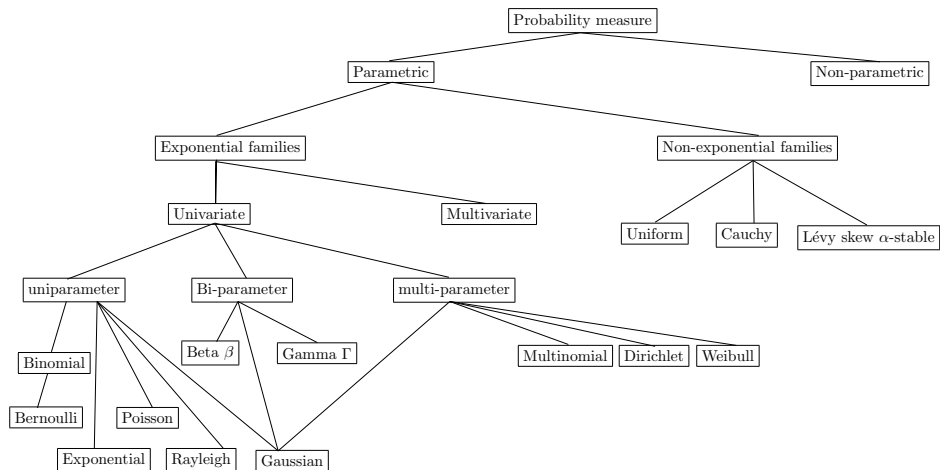 Probability measure
Parametric
Non-parametric
Exponential families
Non-exponential families
Univariate
Multivariate
Uniform
Cauchy
Lévy skew α-stable
uniparameter
Bi-parameter
multi-parameter
Beta β
Gamma Γ
Multinomial
Dirichlet
Weibull
Binomial
Bernoulli
Poisson
Exponential
Rayleigh
Gaussian